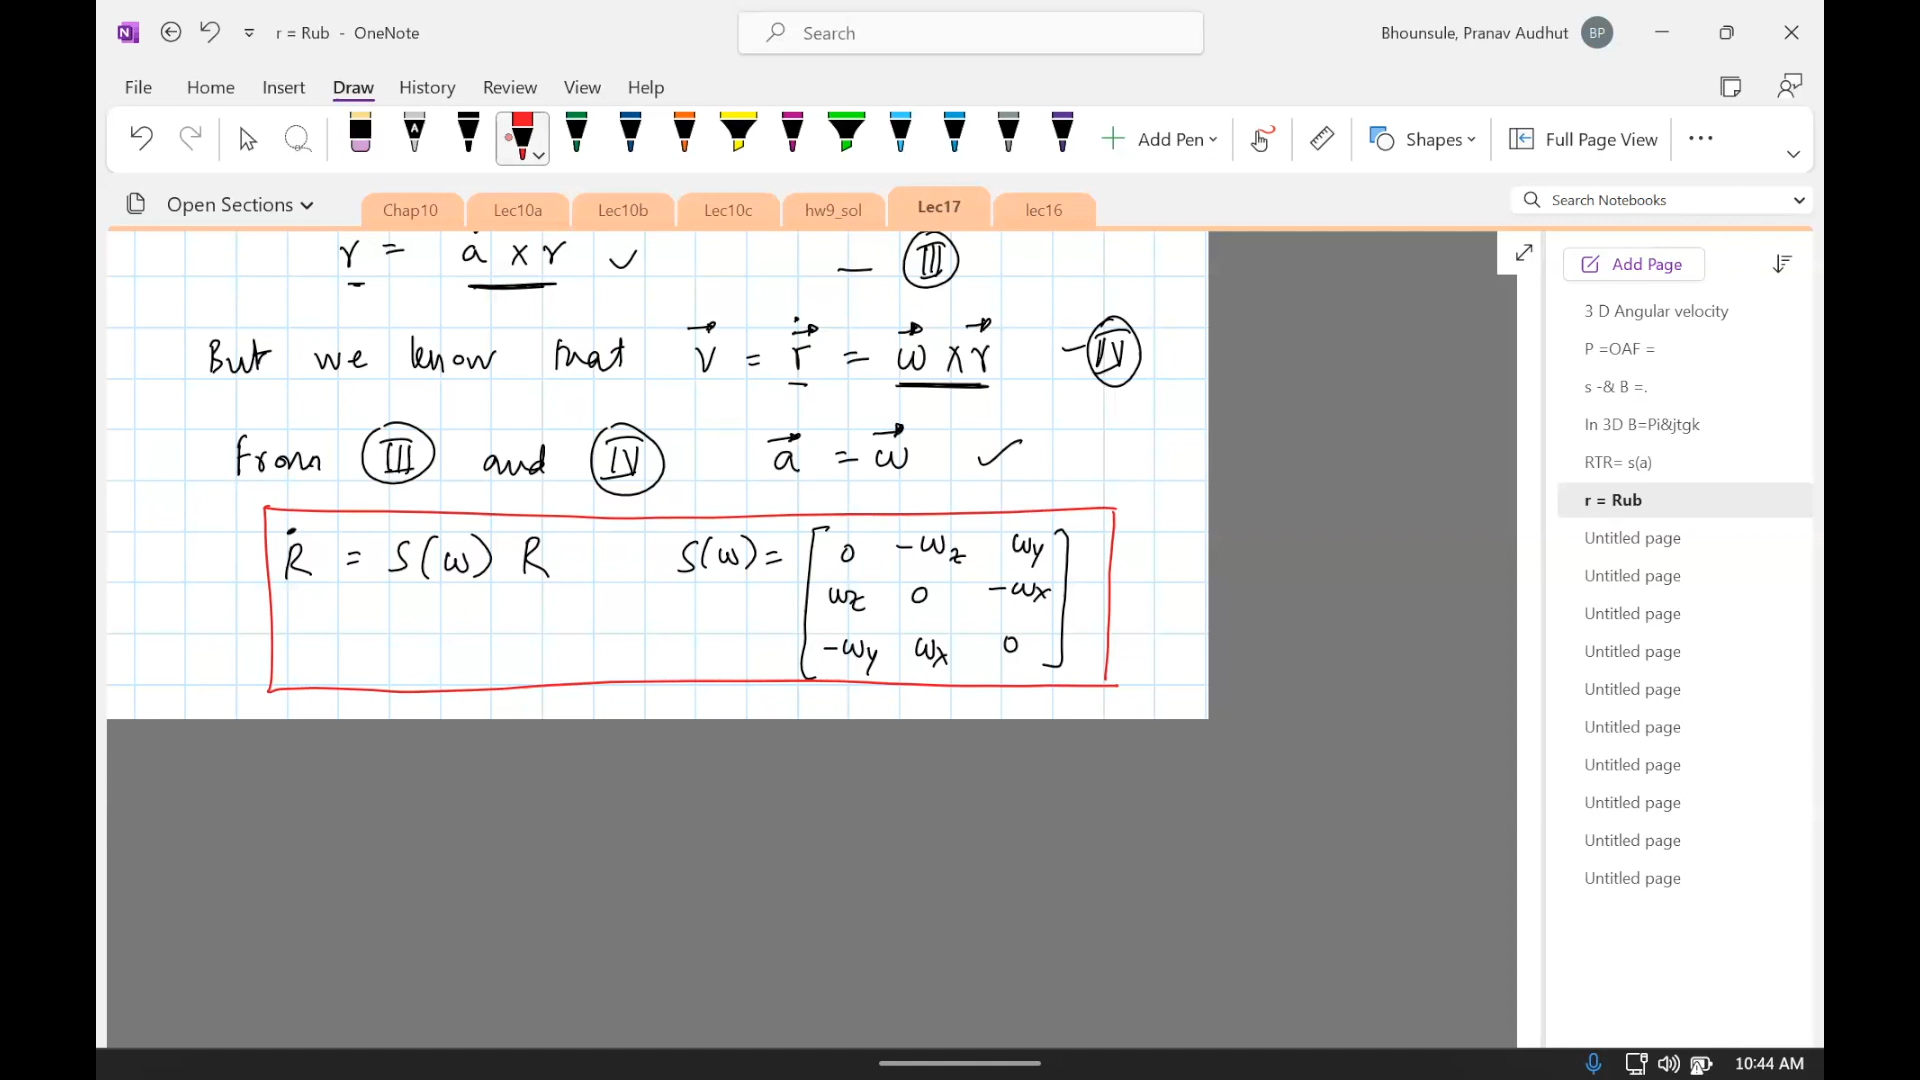 r = Rub - OneNote
Search
Bhounsule, Pranav Audhut BP
File Home Insert Draw History Review View Help
A
Add Pen Shapes Full Page View
Open Sections Chap10 Lec10a Lec10b Lec10c hw9_sol Lec17 lec16 Search Notebooks
ṙ = a × r ✓ — III
But we know that v⃗ = ṙ⃗ = ω⃗ × r⃗ - IV
From III and IV a⃗ = ω⃗ ✓
Ṙ = S(ω) R S(ω) = [ 0 -ωz ωy
ωz 0 -ωx
-ωy ωx 0 ]
Add Page
3 D Angular velocity
P =OAF =
s -& B =.
In 3D B=Pi&jtgk
RTR= s(a)
r = Rub
Untitled page
Untitled page
Untitled page
Untitled page
Untitled page
Untitled page
Untitled page
Untitled page
Untitled page
Untitled page
10:44 AM